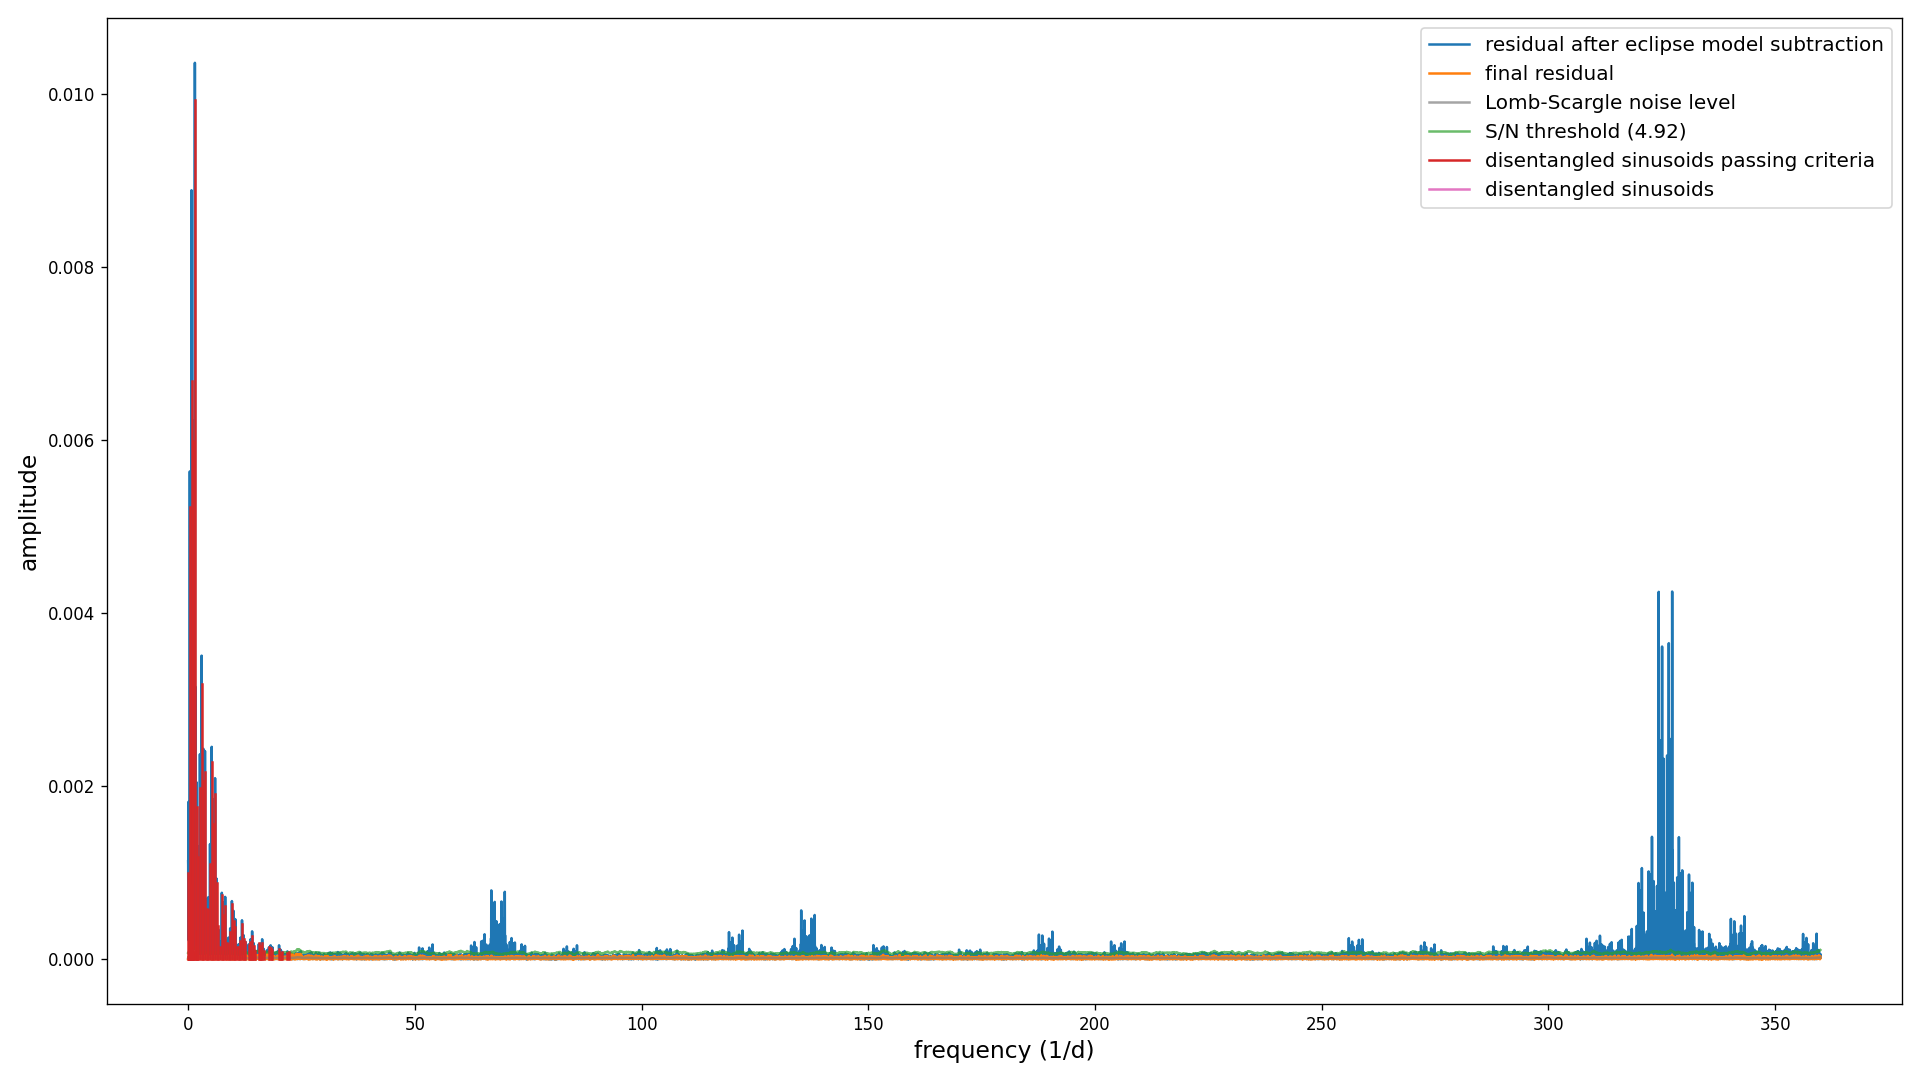 residual after eclipse model subtraction
final residual
Lomb-Scargle noise level
S/N threshold (4.92)
disentangled sinusoids passing criteria
disentangled sinusoids
0.010
0.008
0.006
0.004
0.002
0.000
amplitude
0 50 100 150 200 250 300 350
frequency (1/d)